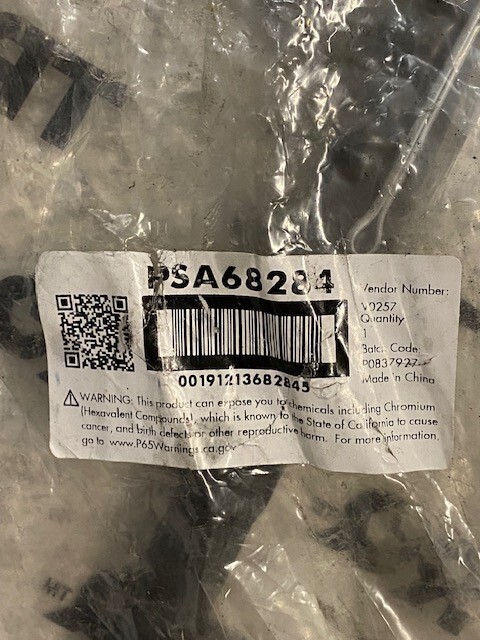 PSA68284
00191213682845
Vendor Number:
V0257
Quantity
1
Batch Code:
P0837927
Made in China
WARNING: This product can expose you to chemicals including Chromium
(Hexavalent Compounds), which is known to the State of California to cause
cancer, and birth defects or other reproductive harm. For more information,
go to www.P65Warnings.ca.gov